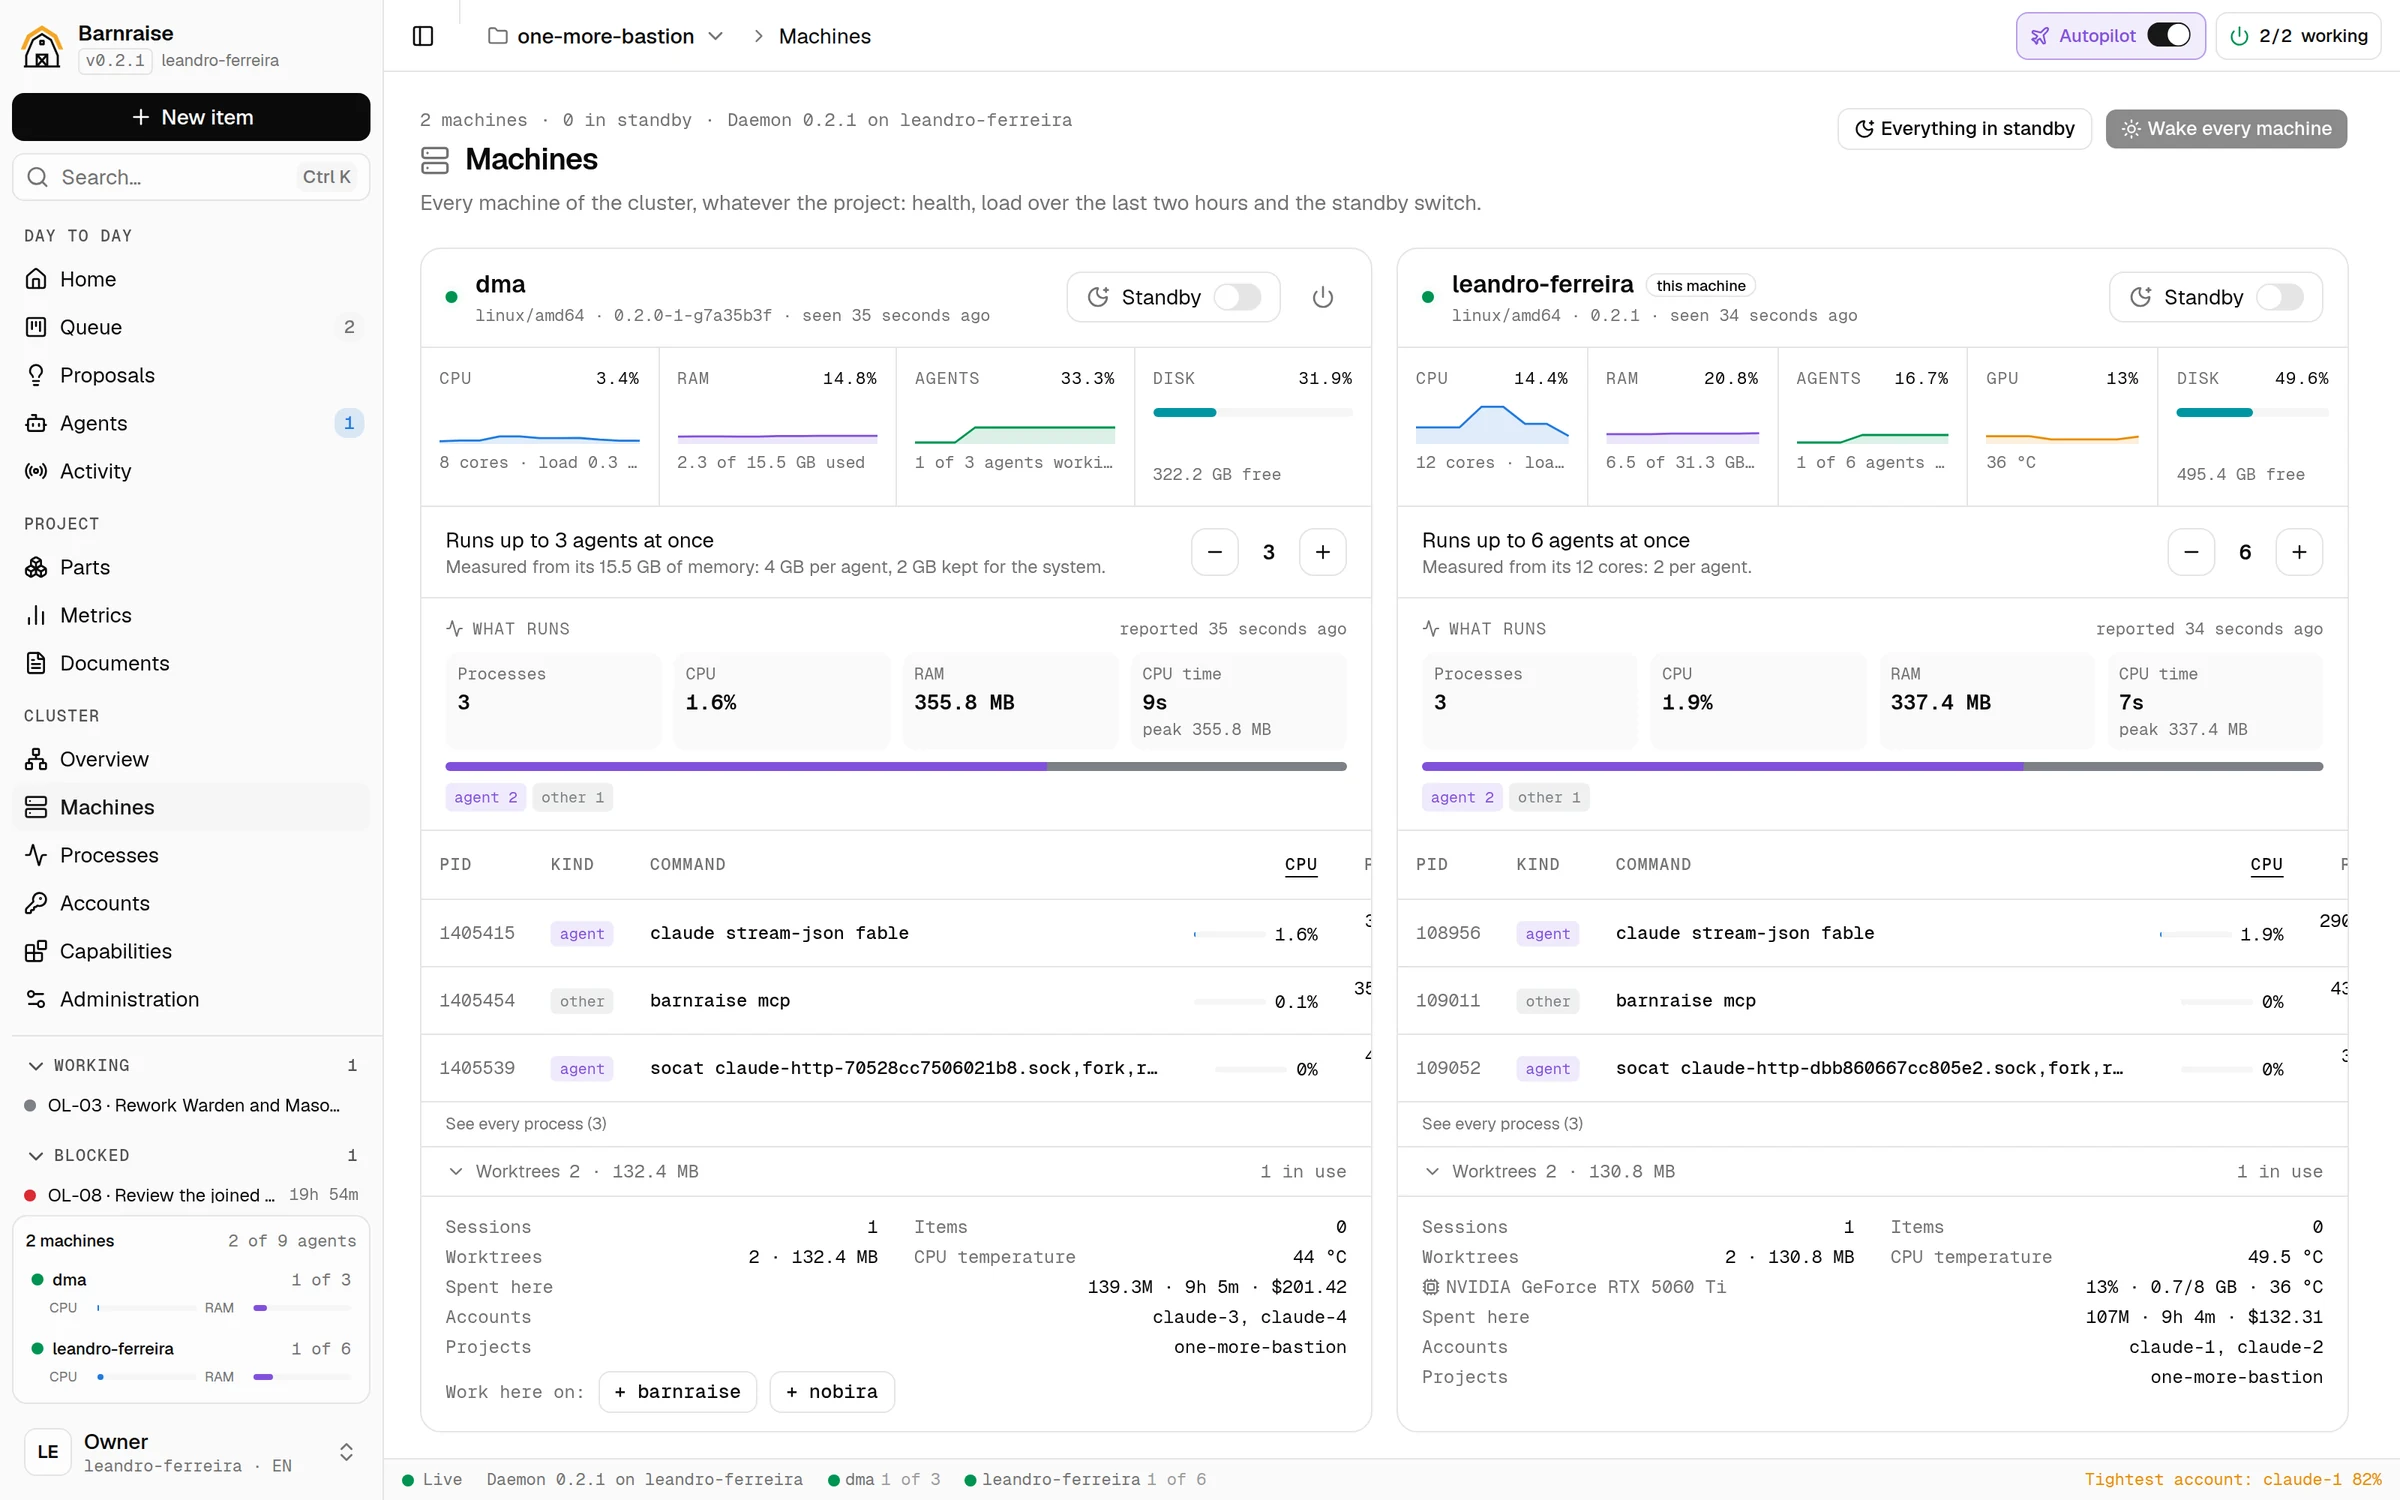 Barnraise
v0.2.1 leandro-ferreira
New item
Search... Ctrl K
DAY TO DAY
Home
Queue 2
Proposals
Agents 1
Activity
PROJECT
Parts
Metrics
Documents
CLUSTER
Overview
Machines
Processes
Accounts
Capabilities
Administration
WORKING 1
OL-03 · Rework Warden and Maso...
BLOCKED 1
OL-08 · Review the joined ... 19h 54m
2 machines 2 of 9 agents
dma 1 of 3
CPU RAM
leandro-ferreira 1 of 6
CPU RAM
LE Owner
leandro-ferreira · EN
one-more-bastion > Machines
Autopilot 2/2 working
2 machines · 0 in standby · Daemon 0.2.1 on leandro-ferreira
Machines
Every machine of the cluster, whatever the project: health, load over the last two hours and the standby switch.
Everything in standby Wake every machine
dma
linux/amd64 · 0.2.0-1-g7a35b3f · seen 35 seconds ago
Standby
CPU 3.4% RAM 14.8% AGENTS 33.3% DISK 31.9%
8 cores · load 0.3 … 2.3 of 15.5 GB used 1 of 3 agents worki… 322.2 GB free
Runs up to 3 agents at once
Measured from its 15.5 GB of memory: 4 GB per agent, 2 GB kept for the system.
− 3 +
WHAT RUNS reported 35 seconds ago
Processes CPU RAM CPU time
3 1.6% 355.8 MB 9s
peak 355.8 MB
agent 2 other 1
PID KIND COMMAND CPU
1405415 agent claude stream-json fable 1.6%
1405454 other barnraise mcp 0.1% 35
1405539 agent socat claude-http-70528cc7506021b8.sock,fork,r… 0%
See every process (3)
Worktrees 2 · 132.4 MB 1 in use
Sessions 1 Items 0
Worktrees 2 · 132.4 MB CPU temperature 44 °C
Spent here 139.3M · 9h 5m · $201.42
Accounts claude-3, claude-4
Projects one-more-bastion
Work here on: + barnraise + nobira
leandro-ferreira this machine
linux/amd64 · 0.2.1 · seen 34 seconds ago
Standby
CPU 14.4% RAM 20.8% AGENTS 16.7% GPU 13% DISK 49.6%
12 cores · loa… 6.5 of 31.3 GB… 1 of 6 agents … 36 °C 495.4 GB free
Runs up to 6 agents at once
Measured from its 12 cores: 2 per agent.
− 6 +
WHAT RUNS reported 34 seconds ago
Processes CPU RAM CPU time
3 1.9% 337.4 MB 7s
peak 337.4 MB
agent 2 other 1
PID KIND COMMAND CPU
108956 agent claude stream-json fable 1.9% 290
109011 other barnraise mcp 0% 43
109052 agent socat claude-http-dbb860667cc805e2.sock,fork,r… 0%
See every process (3)
Worktrees 2 · 130.8 MB 1 in use
Sessions 1 Items 0
Worktrees 2 · 130.8 MB CPU temperature 49.5 °C
NVIDIA GeForce RTX 5060 Ti 13% · 0.7/8 GB · 36 °C
Spent here 107M · 9h 4m · $132.31
Accounts claude-1, claude-2
Projects one-more-bastion
Live Daemon 0.2.1 on leandro-ferreira dma 1 of 3 leandro-ferreira 1 of 6 Tightest account: claude-1 82%